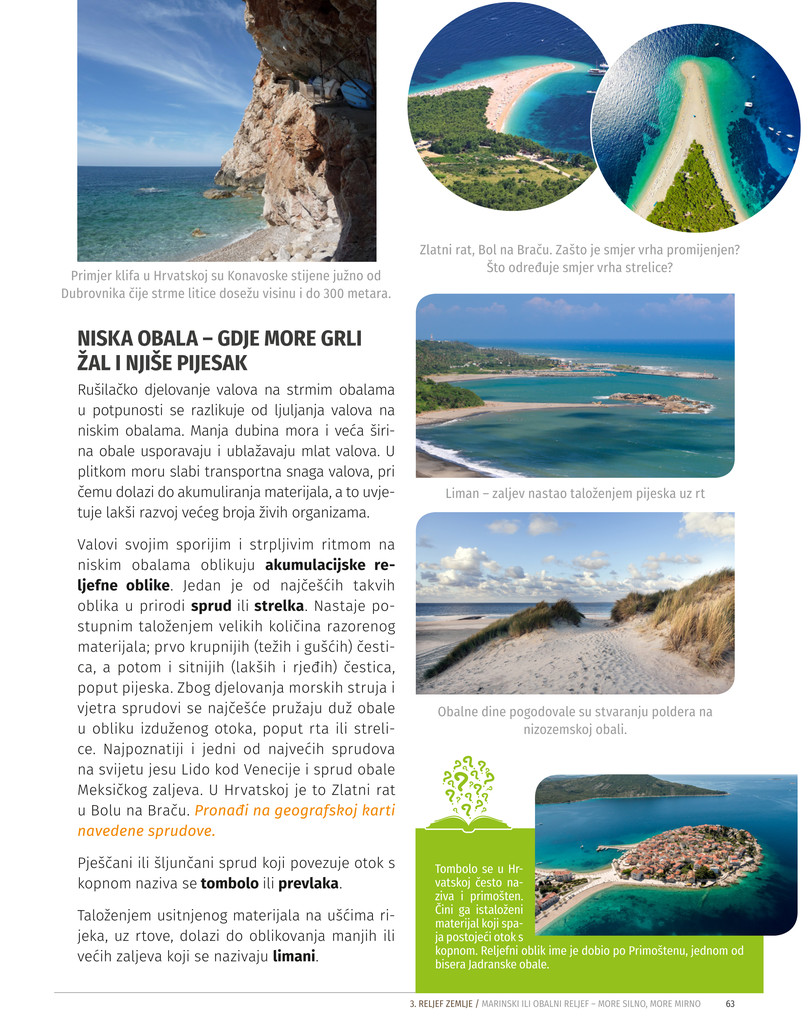 Primjer klifa u Hrvatskoj su Konavoske stijene južno od
Dubrovnika čije strme litice dosežu visinu i do 300 metara.
NISKA OBALA – GDJE MORE GRLI
ŽAL I NJIŠE PIJESAK
Rušilačko djelovanje valova na strmim obalama
u potpunosti se razlikuje od ljuljanja valova na
niskim obalama. Manja dubina mora i veća širi-
na obale usporavaju i ublažavaju mlat valova. U
plitkom moru slabi transportna snaga valova, pri
čemu dolazi do akumuliranja materijala, a to uvje-
tuje lakši razvoj većeg broja živih organizama.
Valovi svojim sporijim i strpljivim ritmom na
niskim obalama oblikuju akumulacijske re-
ljefne oblike. Jedan je od najčešćih takvih
oblika u prirodi sprud ili strelka. Nastaje po-
stupnim taloženjem velikih količina razorenog
materijala; prvo krupnijih (težih i gušćih) česti-
ca, a potom i sitnijih (lakših i rjeđih) čestica,
poput pijeska. Zbog djelovanja morskih struja i
vjetra sprudovi se najčešće pružaju duž obale
u obliku izduženog otoka, poput rta ili streli-
ce. Najpoznatiji i jedni od najvećih sprudova
na svijetu jesu Lido kod Venecije i sprud obale
Meksičkog zaljeva. U Hrvatskoj je to Zlatni rat
u Bolu na Braču. Pronađi na geografskoj karti
navedene sprudove.
Pješčani ili šljunčani sprud koji povezuje otok s
kopnom naziva se tombolo ili prevlaka.
Taloženjem usitnjenog materijala na ušćima ri-
jeka, uz rtove, dolazi do oblikovanja manjih ili
većih zaljeva koji se nazivaju limani.
Zlatni rat, Bol na Braču. Zašto je smjer vrha promijenjen?
Što određuje smjer vrha strelice?
Liman – zaljev nastao taloženjem pijeska uz rt
Obalne dine pogodovale su stvaranju poldera na
nizozemskoj obali.
Tombolo se u Hr-
vatskoj često na-
ziva i primošten.
Čini ga istaloženi
materijal koji spa-
ja postojeći otok s
kopnom. Reljefni oblik ime je dobio po Primoštenu, jednom od
bisera Jadranske obale.
3. RELJEF ZEMLJE / MARINSKI ILI OBALNI RELJEF – MORE SILNO, MORE MIRNO 63